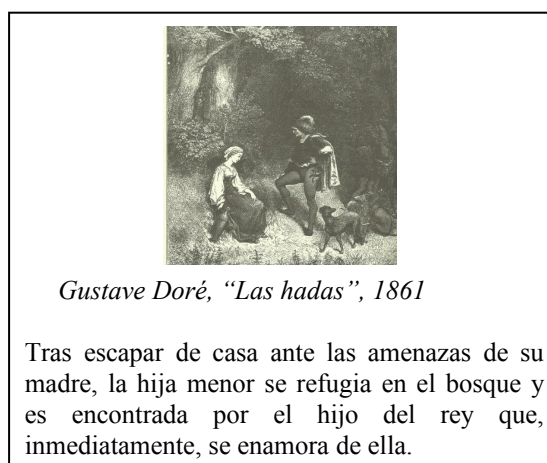 Gustave Doré, “Las hadas”, 1861
Tras escapar de casa ante las amenazas de su
madre, la hija menor se refugia en el bosque y
es encontrada por el hijo del rey que,
inmediatamente, se enamora de ella.